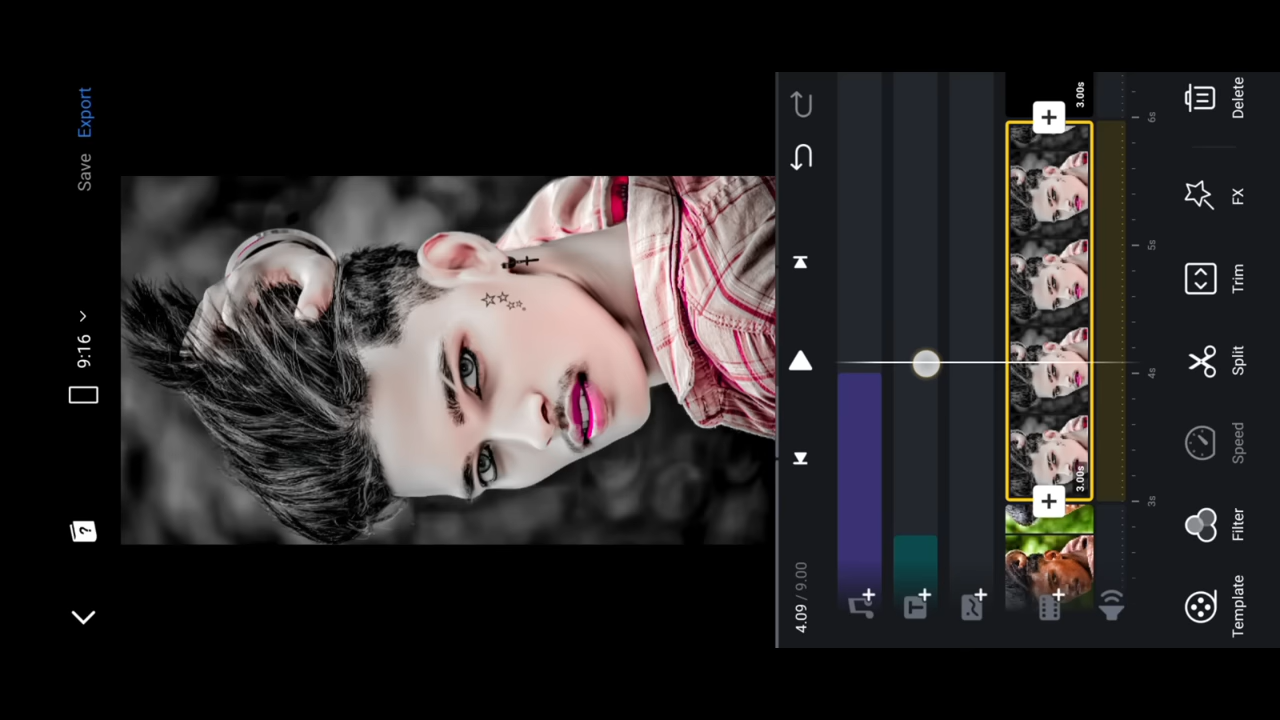 9:16
Save
Export
?
4.09 / 9.00
T
3.00s
3.00s
3s
4s
5s
6s
Template
Filter
Speed
Split
Trim
FX
Delete